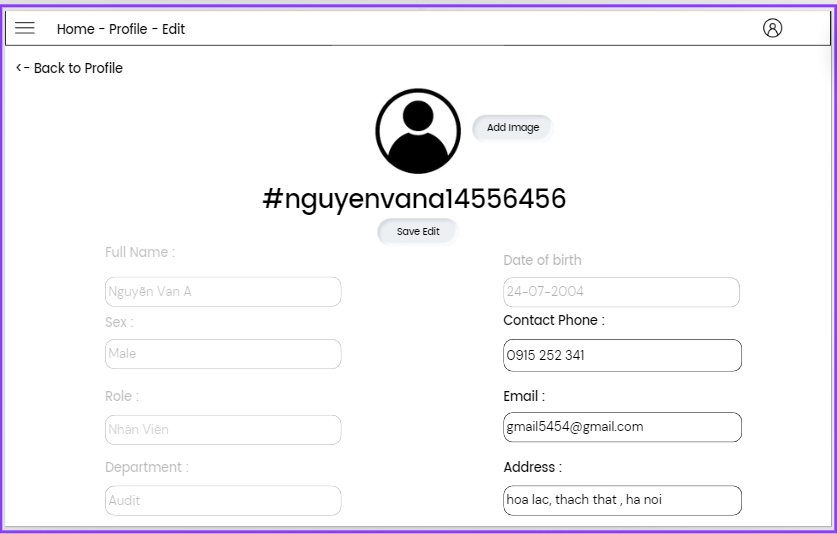 Home - Profile - Edit
<- Back to Profile
Add Image
#nguyenvana14556456
Save Edit
Full Name :
Nguyễn Van A
Sex :
Male
Role :
Nhân Viên
Department :
Audit
Date of birth
24-07-2004
Contact Phone :
0915 252 341
Email :
gmail5454@gmail.com
Address :
hoa lac, thach that , ha noi